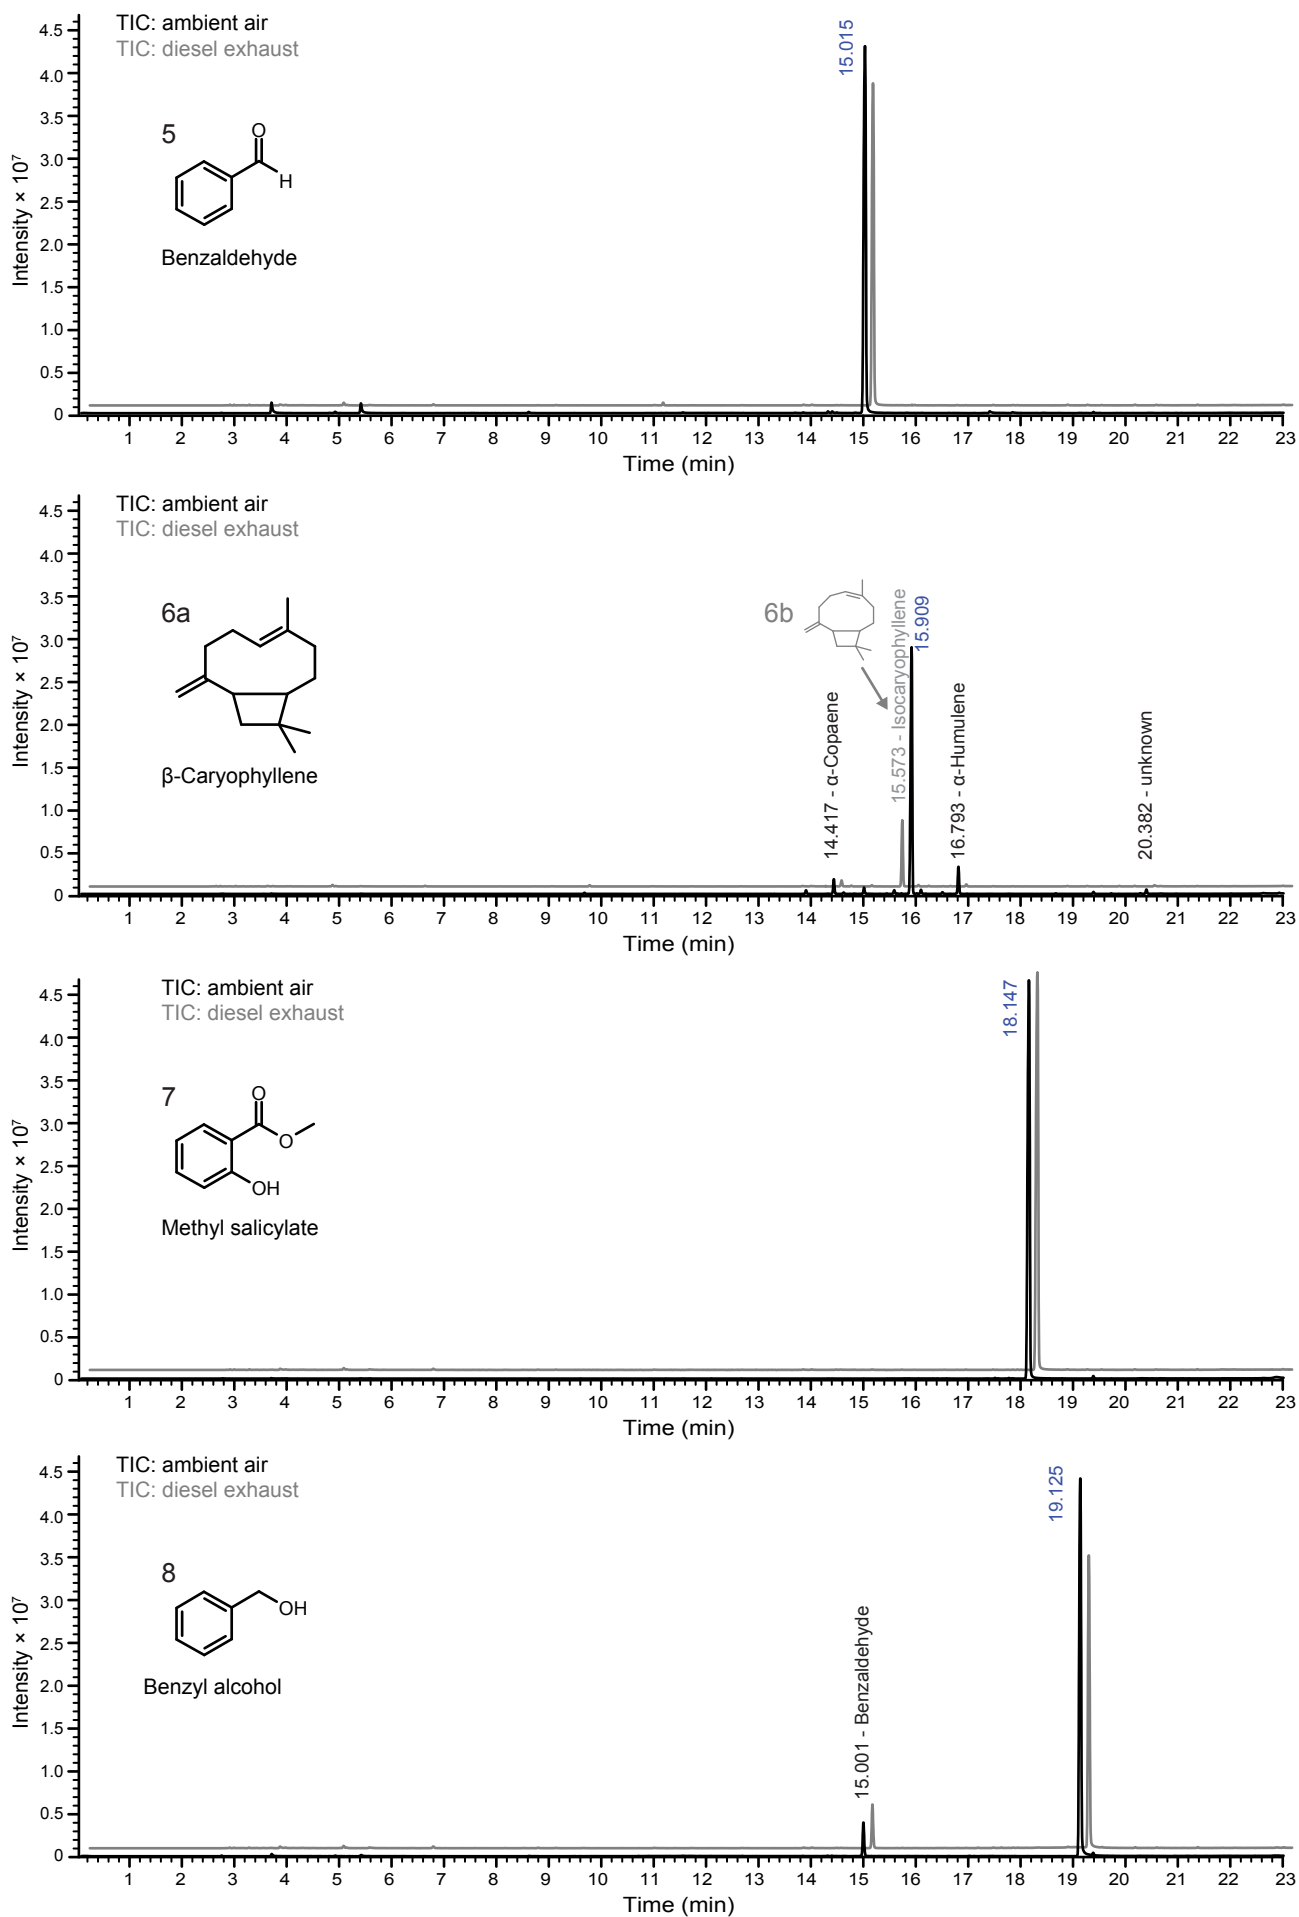 TIC: ambient air
TIC: diesel exhaust
4.5
4.0
3.5
3.0
2.5
2.0
1.5
1.0
0.5
0
Intensity × 10⁷
5
O
H
Benzaldehyde
15.015
1 2 3 4 5 6 7 8 9 10 11 12 13 14 15 16 17 18 19 20 21 22 23
Time (min)
TIC: ambient air
TIC: diesel exhaust
4.5
4.0
3.5
3.0
2.5
2.0
1.5
1.0
0.5
0
Intensity × 10⁷
6a
β-Caryophyllene
6b
14.417 - α-Copaene
15.573 - Isocaryophyllene
15.909
16.793 - α-Humulene
20.382 - unknown
1 2 3 4 5 6 7 8 9 10 11 12 13 14 15 16 17 18 19 20 21 22 23
Time (min)
TIC: ambient air
TIC: diesel exhaust
4.5
4.0
3.5
3.0
2.5
2.0
1.5
1.0
0.5
0
Intensity × 10⁷
7
O
O
OH
Methyl salicylate
18.147
1 2 3 4 5 6 7 8 9 10 11 12 13 14 15 16 17 18 19 20 21 22 23
Time (min)
TIC: ambient air
TIC: diesel exhaust
4.5
4.0
3.5
3.0
2.5
2.0
1.5
1.0
0.5
0
Intensity × 10⁷
8
OH
Benzyl alcohol
15.001 - Benzaldehyde
19.125
1 2 3 4 5 6 7 8 9 10 11 12 13 14 15 16 17 18 19 20 21 22 23
Time (min)